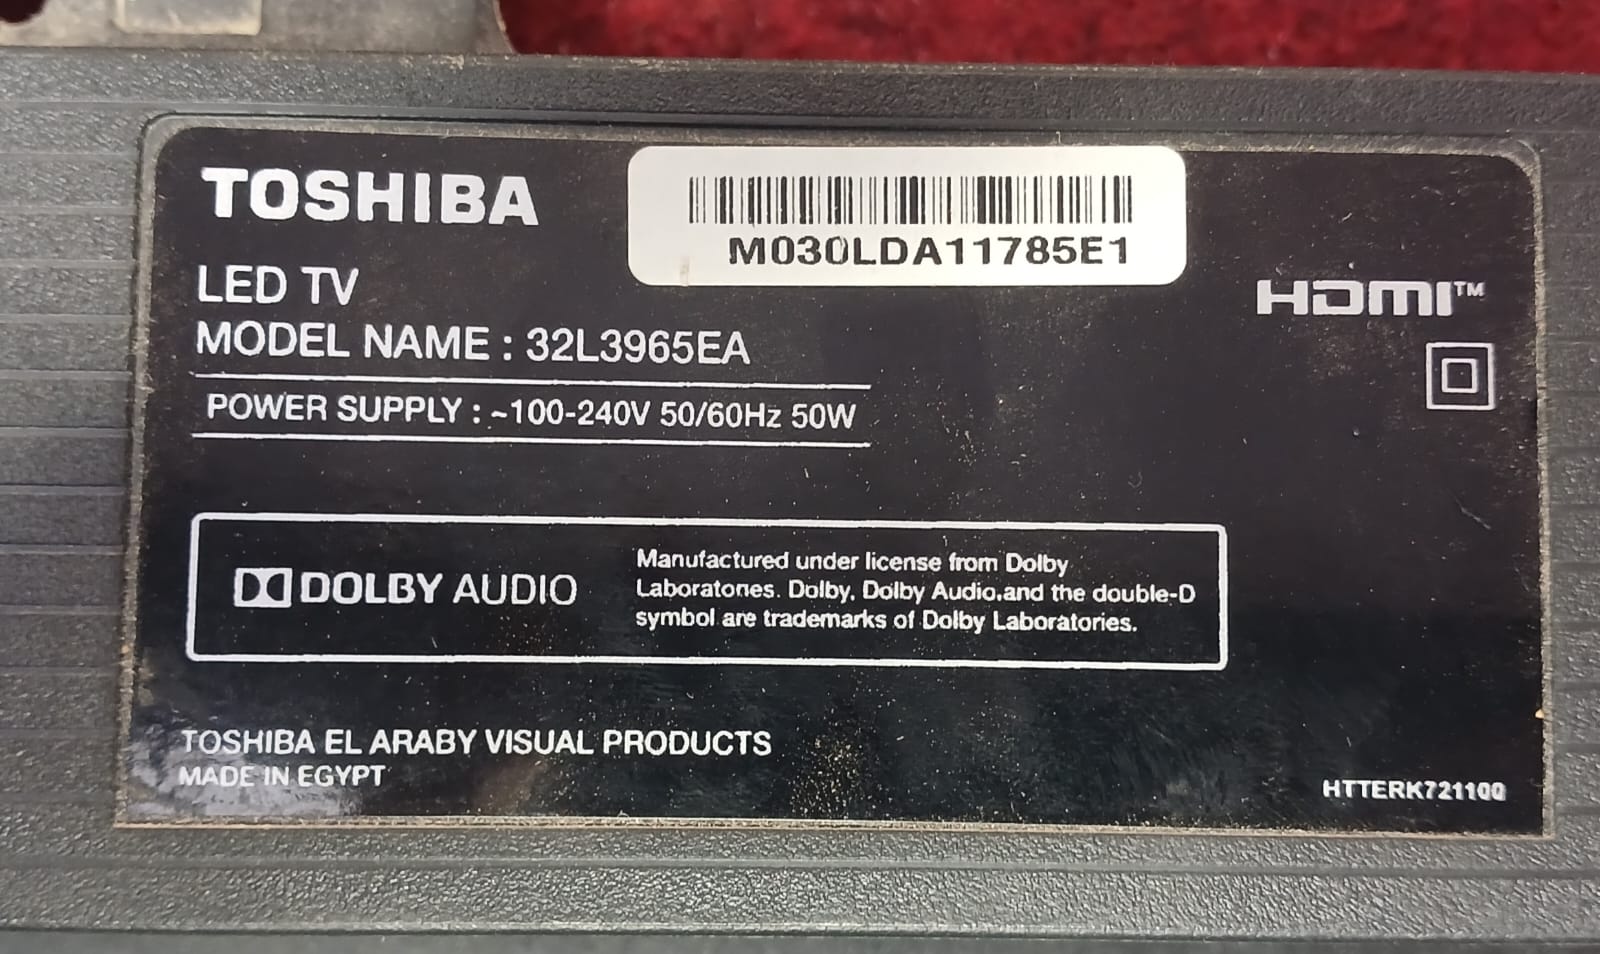 TOSHIBA
M030LDA11785E1
LED TV
HDMI™
MODEL NAME : 32L3965EA
POWER SUPPLY : ~100-240V 50/60Hz 50W
DOLBY AUDIO
Manufactured under license from Dolby
Laboratories. Dolby, Dolby Audio,and the double-D
symbol are trademarks of Dolby Laboratories.
TOSHIBA EL ARABY VISUAL PRODUCTS
MADE IN EGYPT
HTTERK721100